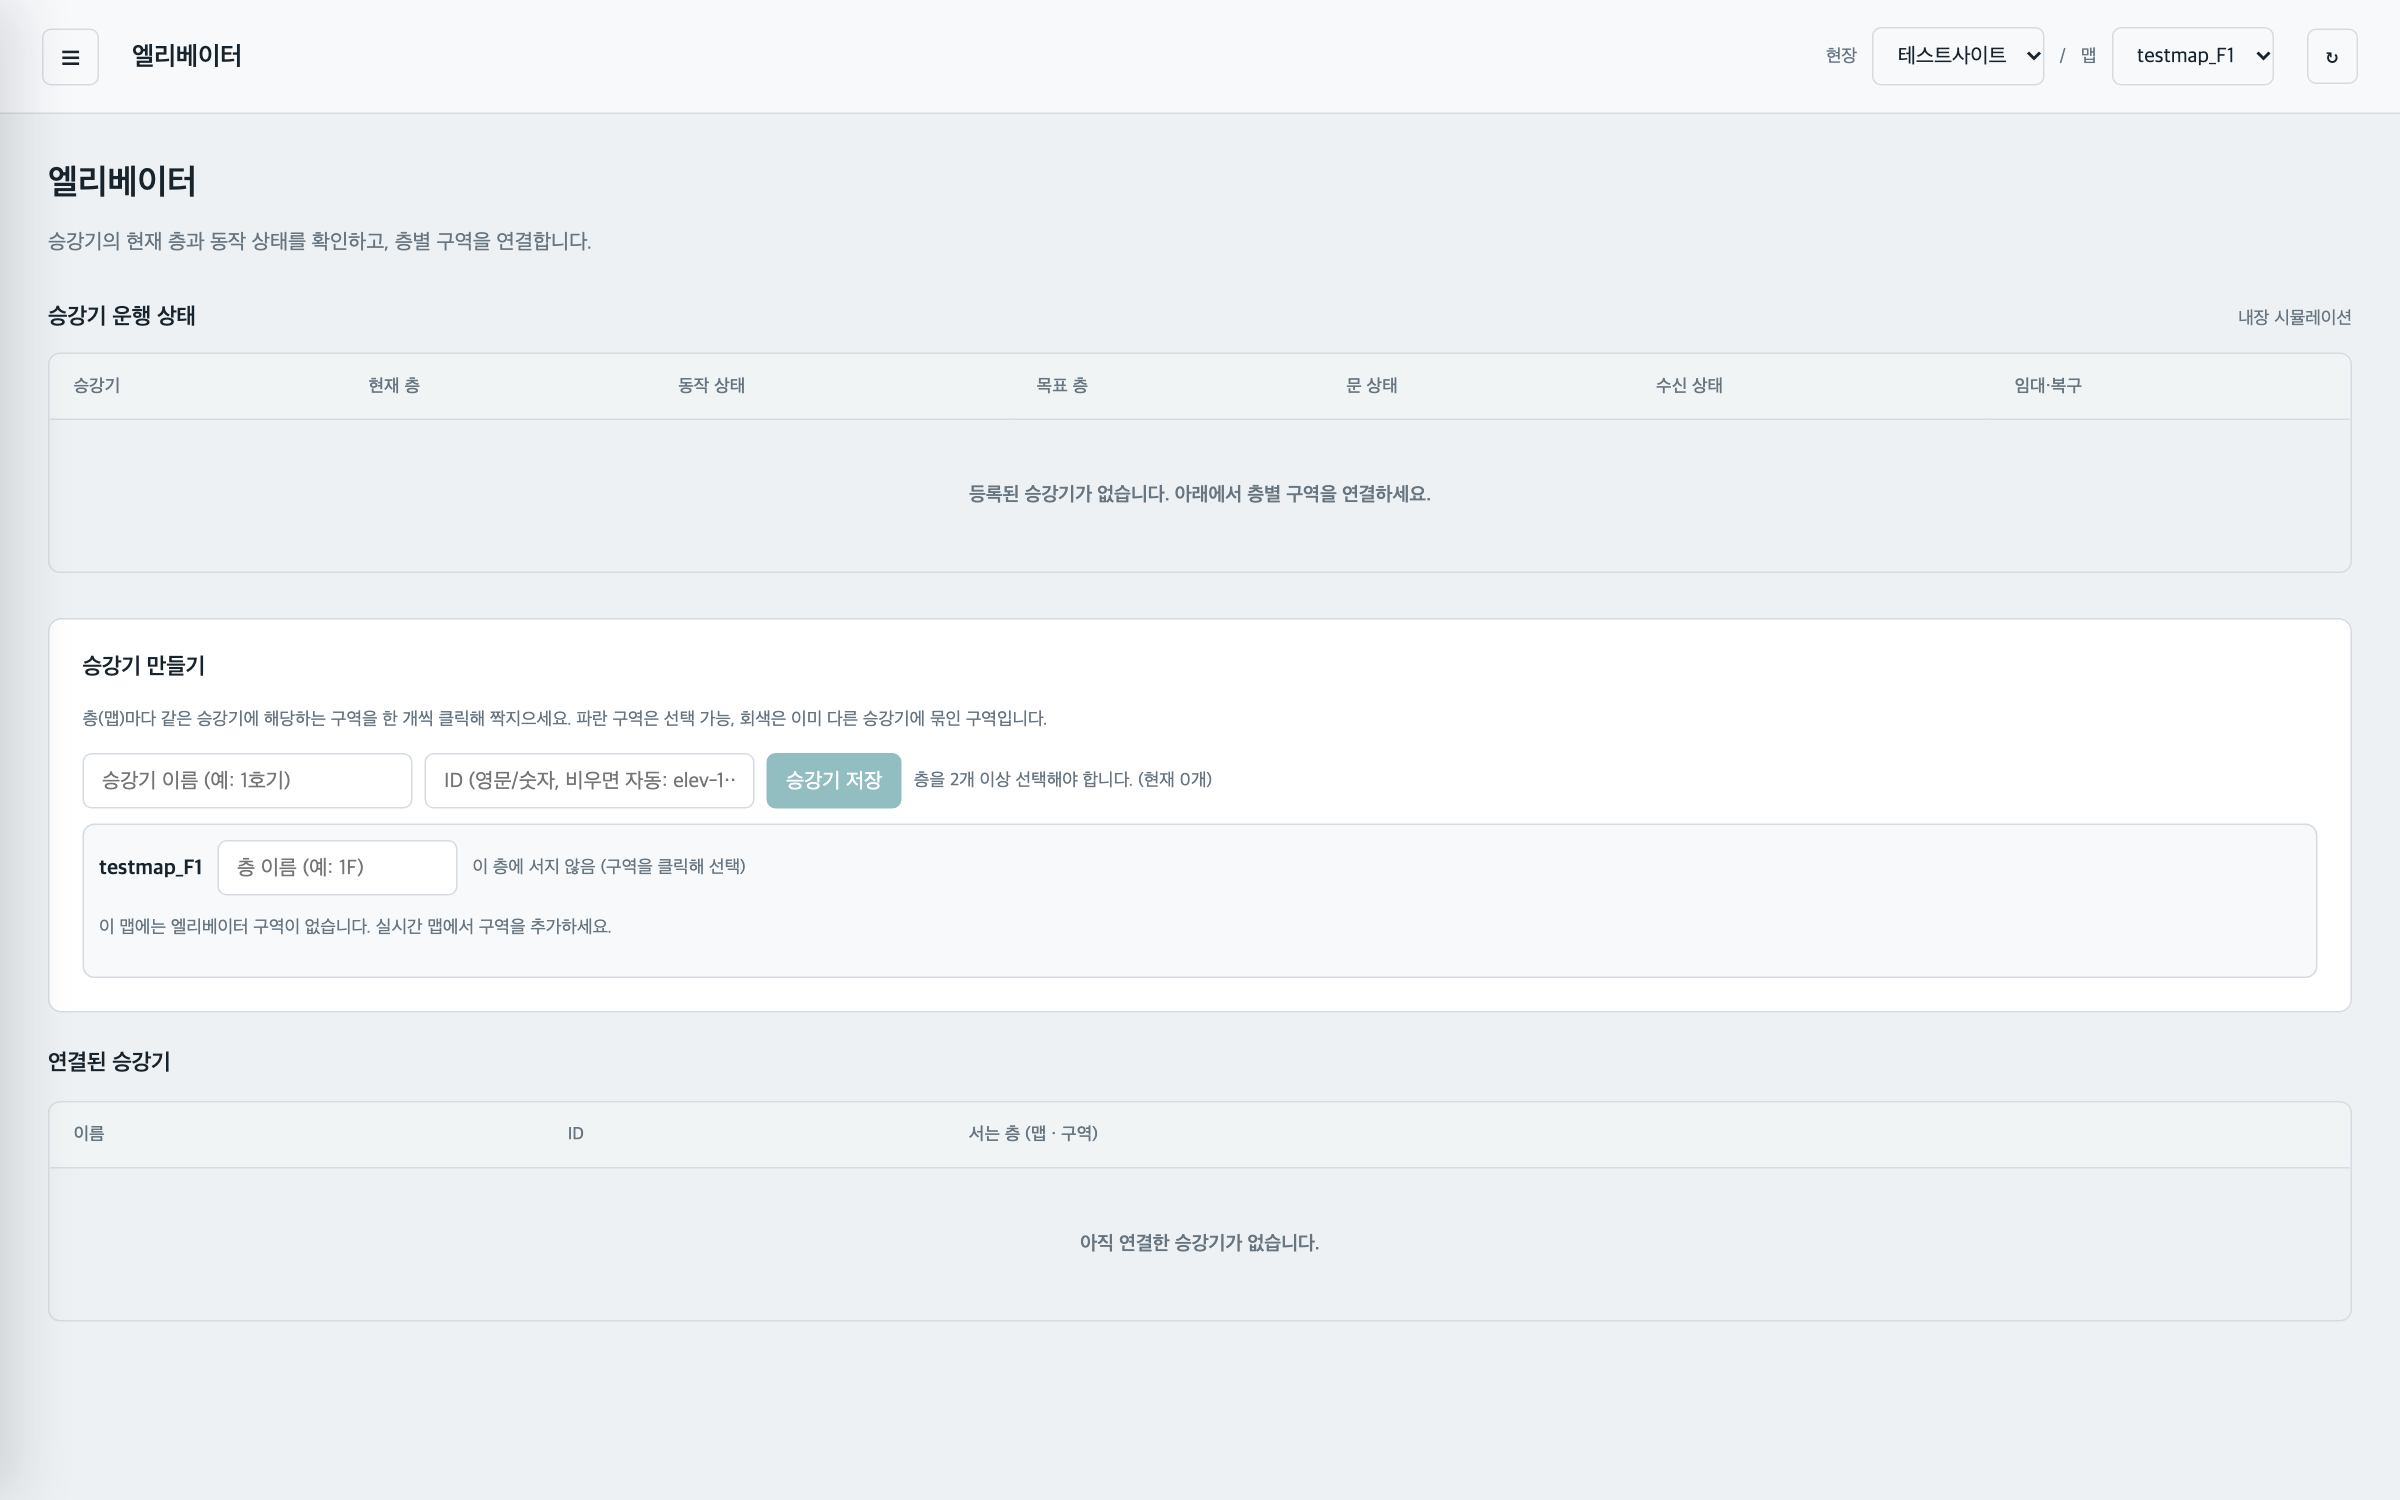 ☰ 엘리베이터 현장 테스트사이트 / 맵 testmap_F1 ↻
엘리베이터
승강기의 현재 층과 동작 상태를 확인하고, 층별 구역을 연결합니다.
승강기 운행 상태 내장 시뮬레이션
승강기 현재 층 동작 상태 목표 층 문 상태 수신 상태 임대·복구
등록된 승강기가 없습니다. 아래에서 층별 구역을 연결하세요.
승강기 만들기
층(맵)마다 같은 승강기에 해당하는 구역을 한 개씩 클릭해 짝지으세요. 파란 구역은 선택 가능, 회색은 이미 다른 승강기에 묶인 구역입니다.
승강기 이름 (예: 1호기) ID (영문/숫자, 비우면 자동: elev-1·· 승강기 저장 층을 2개 이상 선택해야 합니다. (현재 0개)
testmap_F1 층 이름 (예: 1F) 이 층에 서지 않음 (구역을 클릭해 선택)
이 맵에는 엘리베이터 구역이 없습니다. 실시간 맵에서 구역을 추가하세요.
연결된 승강기
이름 ID 서는 층 (맵 · 구역)
아직 연결한 승강기가 없습니다.